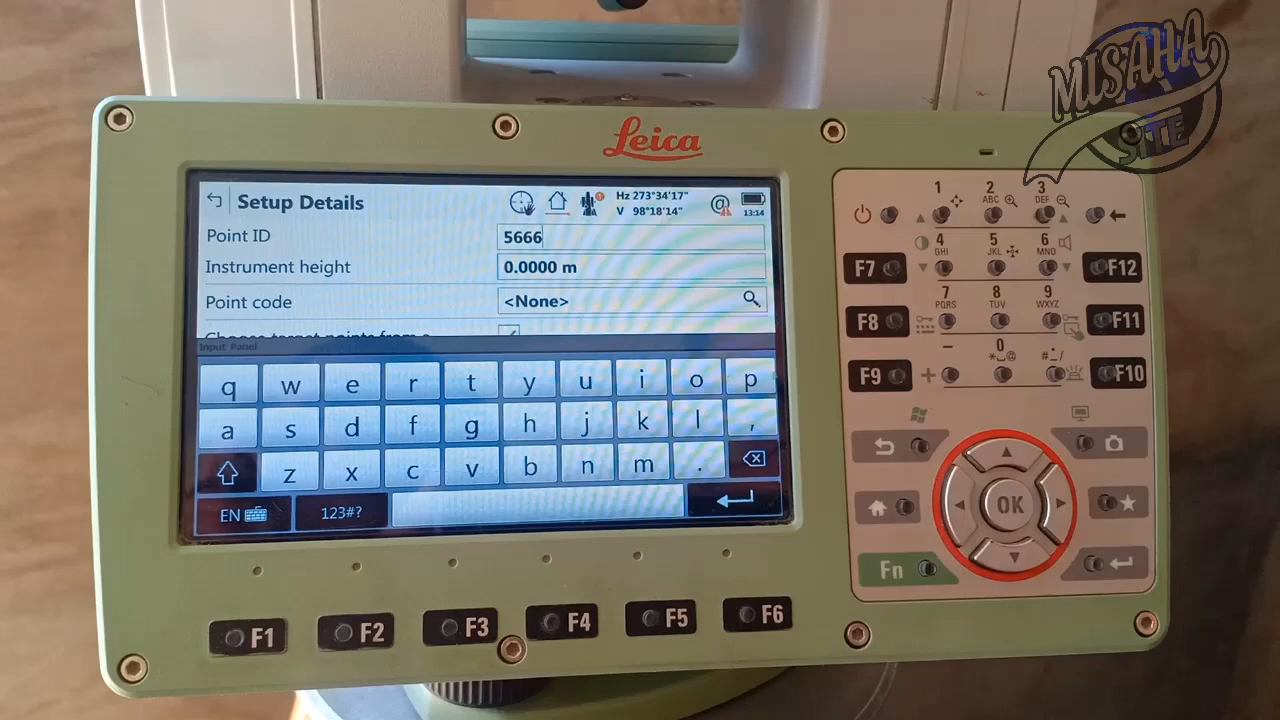 MISAHA
SITE
Leica
Setup Details
Hz 273°34'17"
V 98°18'14"
13:14
Point ID
5666
Instrument height
0.0000 m
Point code
<None>
Input Panel
q w e r t y u i o p
a s d f g h j k l ,
z x c v b n m .
EN
123#?
1 2 3
ABC DEF
4 5 6
GHI JKL MNO
7 8 9
PQRS TUV WXYZ
- 0
*␣@ #./
+
F7
F8
F9
F12
F11
F10
OK
Fn
F1 F2 F3 F4 F5 F6